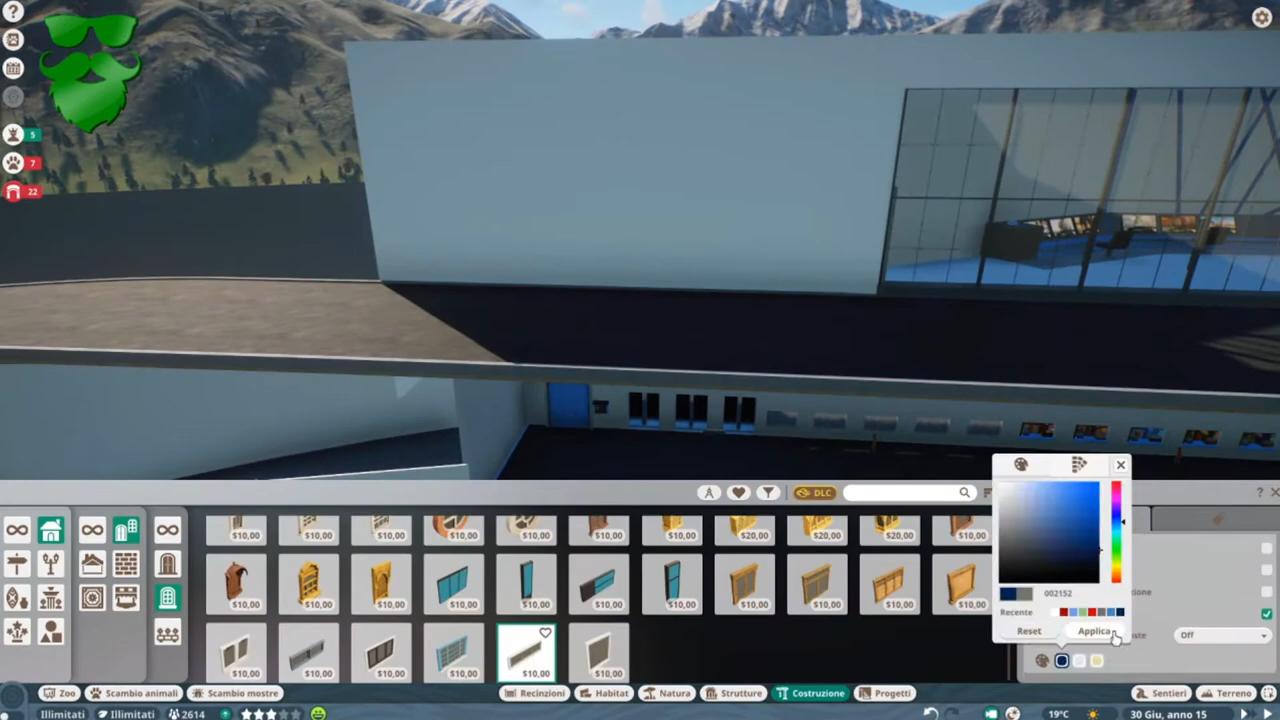 ?
5
7
22
DLC
? X
$10,00 $10,00 $10,00 $10,00 $10,00 $10,00 $10,00 $20,00 $20,00 $20,00 $10,00
$10,00 $10,00 $10,00 $10,00 $10,00 $10,00 $10,00 $10,00 $10,00 $10,00 $10,00
$10,00 $10,00 $10,00 $10,00 $10,00 $10,00
002152
Recente
Reset Applica
Off
Zoo Scambio animali Scambio mostre Recinzioni Habitat Natura Strutture Costruzione Progetti Sentieri Terreno
Illimitati Illimitati 2614 19°C 30 Giu, anno 15